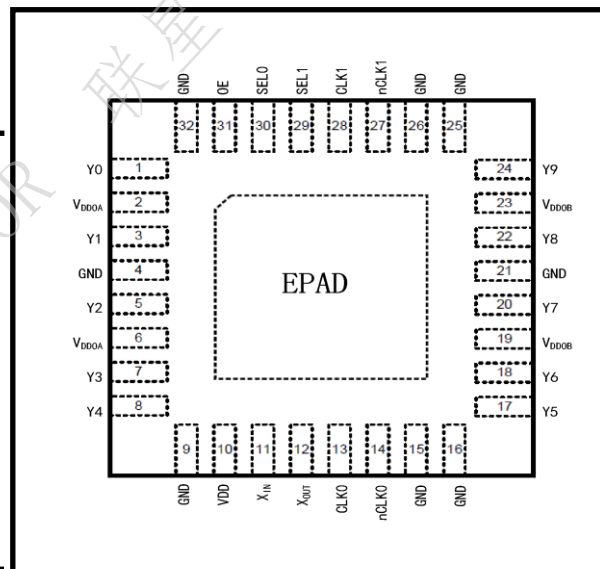 联星
OR
GND OE SEL0 SEL1 CLK1 nCLK1 GND GND
32 31 30 29 28 27 26 25
Y0 1 24 Y9
VDDOA 2 23 VDDOB
Y1 3 22 Y8
GND 4 21 GND
EPAD
Y2 5 20 Y7
VDDOA 6 19 VDDOB
Y3 7 18 Y6
Y4 8 17 Y5
9 10 11 12 13 14 15 16
GND VDD XIN XOUT CLK0 nCLK0 GND GND